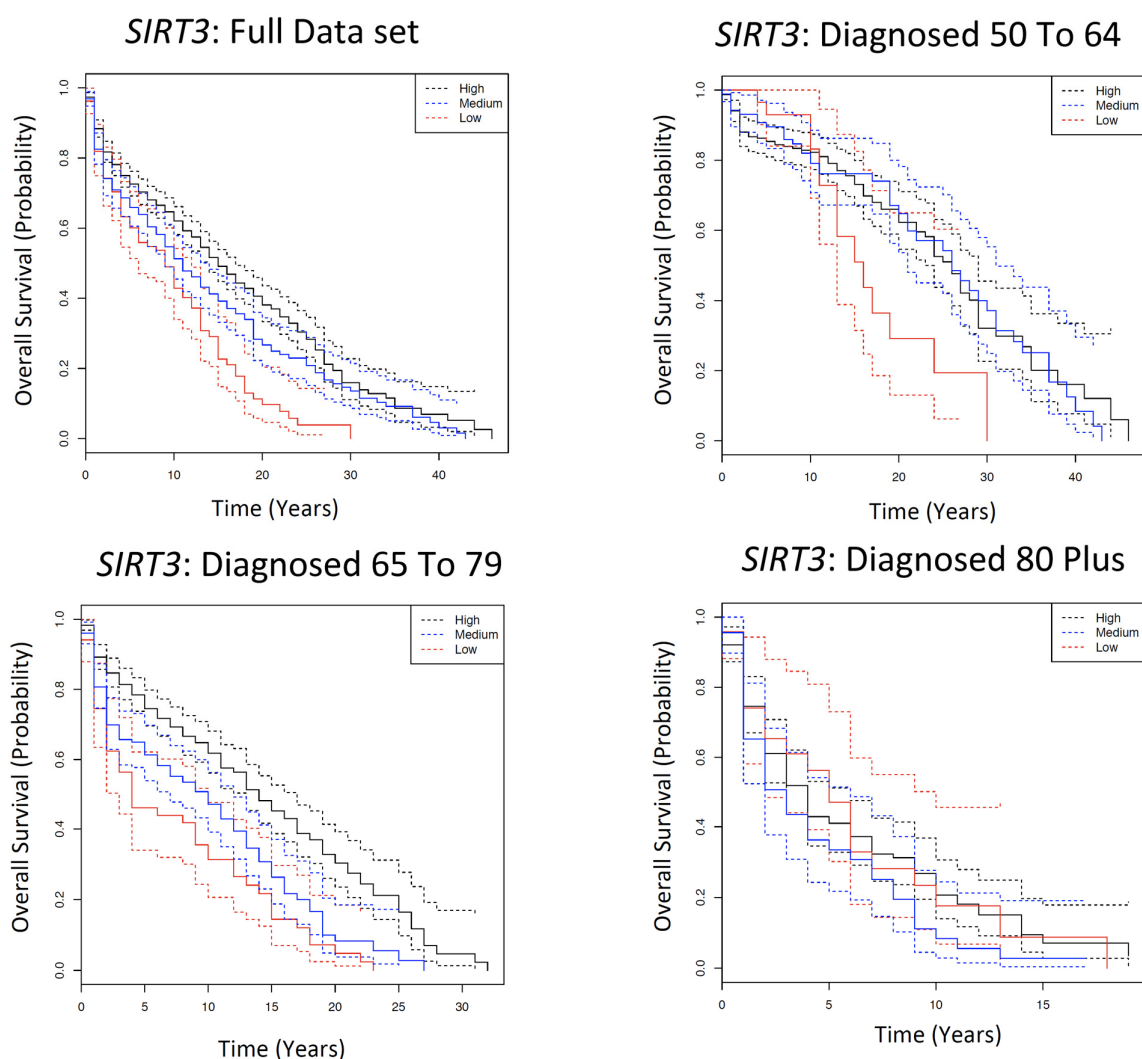 SIRT3: Full Data set
Overall Survival (Probability)
1.0
0.8
0.6
0.4
0.2
0.0
High
Medium
Low
0 10 20 30 40
Time (Years)
SIRT3: Diagnosed 50 To 64
Overall Survival (Probability)
1.0
0.8
0.6
0.4
0.2
0.0
High
Medium
Low
0 10 20 30 40
Time (Years)
SIRT3: Diagnosed 65 To 79
Overall Survival (Probability)
1.0
0.8
0.6
0.4
0.2
0.0
High
Medium
Low
0 5 10 15 20 25 30
Time (Years)
SIRT3: Diagnosed 80 Plus
Overall Survival (Probability)
1.0
0.8
0.6
0.4
0.2
0.0
High
Medium
Low
0 5 10 15
Time (Years)